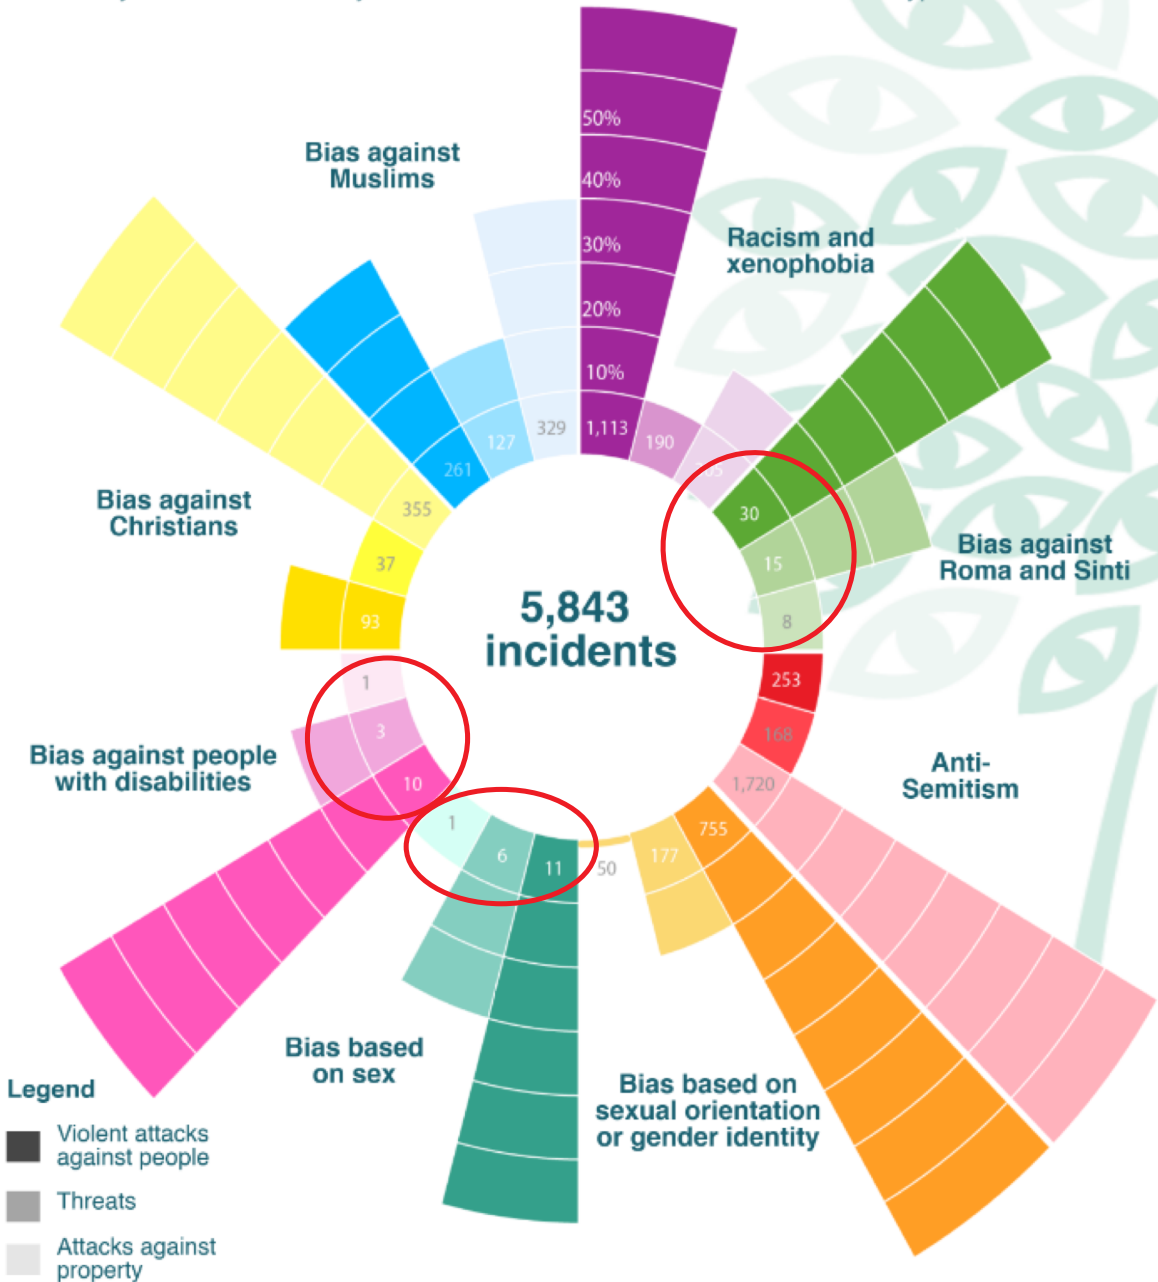 50%
40%
30%
20%
10%
Bias against
Muslims
329
127
261
Racism and
xenophobia
1,113
190
Bias against
Roma and Sinti
30
15
8
Anti-
Semitism
253
168
1,720
Bias based on
sexual orientation
or gender identity
755
177
50
Bias based
on sex
11
6
1
Bias against people
with disabilities
10
3
1
Bias against
Christians
93
37
355
5,843
incidents
Legend
Violent attacks
against people
Threats
Attacks against
property